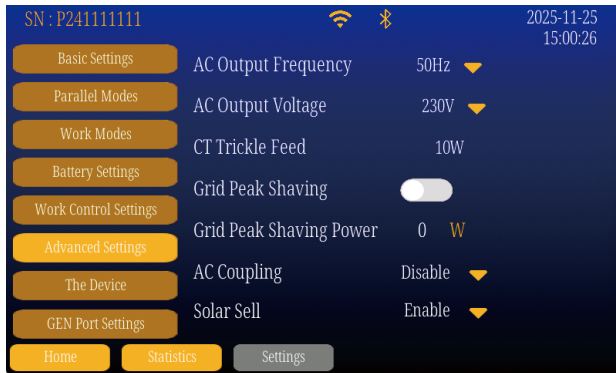 SN : P241111111
2025-11-25
15:00:26
Basic Settings
Parallel Modes
Work Modes
Battery Settings
Work Control Settings
Advanced Settings
The Device
GEN Port Settings
AC Output Frequency 50Hz
AC Output Voltage 230V
CT Trickle Feed 10W
Grid Peak Shaving
Grid Peak Shaving Power 0 W
AC Coupling Disable
Solar Sell Enable
Home Statistics Settings